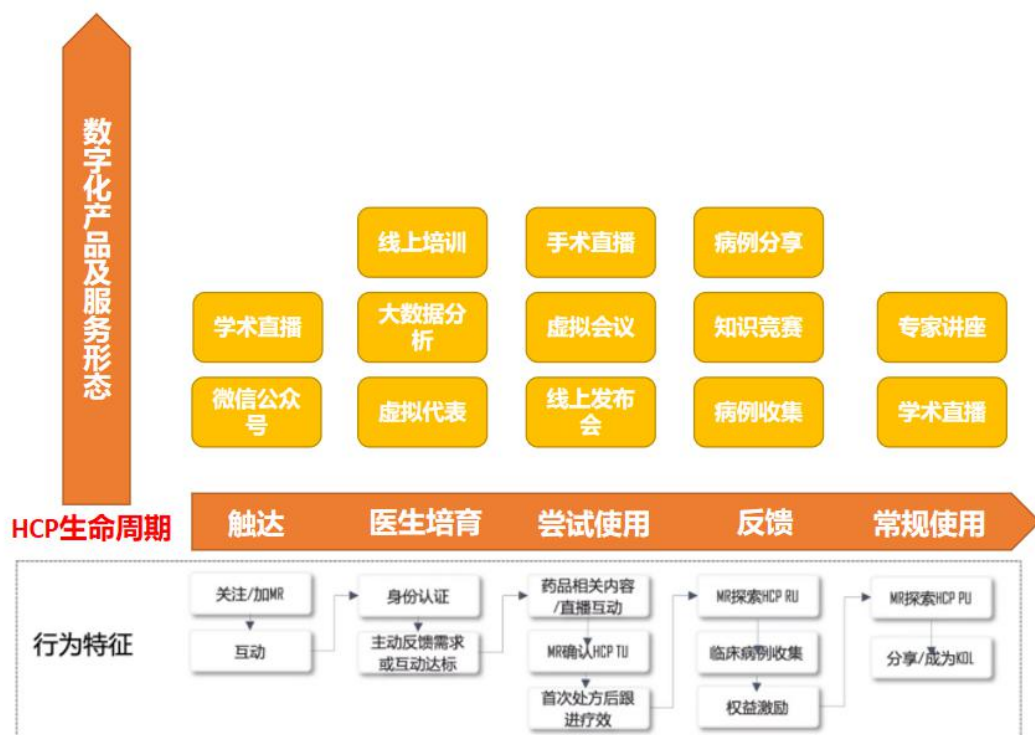 数字化产品及服务形态
线上培训
手术直播
病例分享
学术直播
大数据分
析
虚拟会议
知识竞赛
专家讲座
微信公众
号
虚拟代表
线上发布
会
病例收集
学术直播
HCP生命周期
触达
医生培育
尝试使用
反馈
常规使用
行为特征
关注/加MR
互动
身份认证
主动反馈需求
或互动达标
药品相关内容
/直播互动
MR确认HCP TU
首次处方后跟
进疗效
MR探索HCP RU
临床病例收集
权益激励
MR探索HCP PU
分享/成为KOL